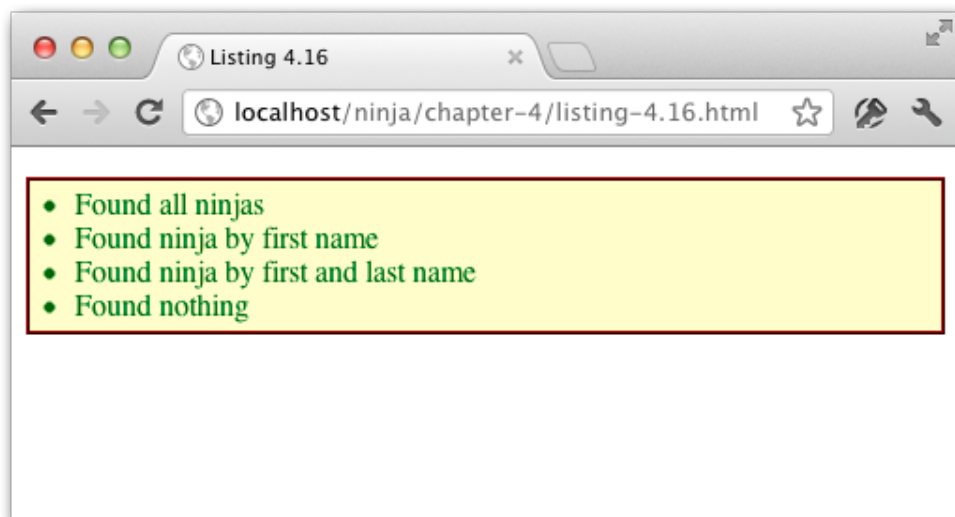 Listing 4.16
localhost/ninja/chapter-4/listing-4.16.html
Found all ninjas
Found ninja by first name
Found ninja by first and last name
Found nothing